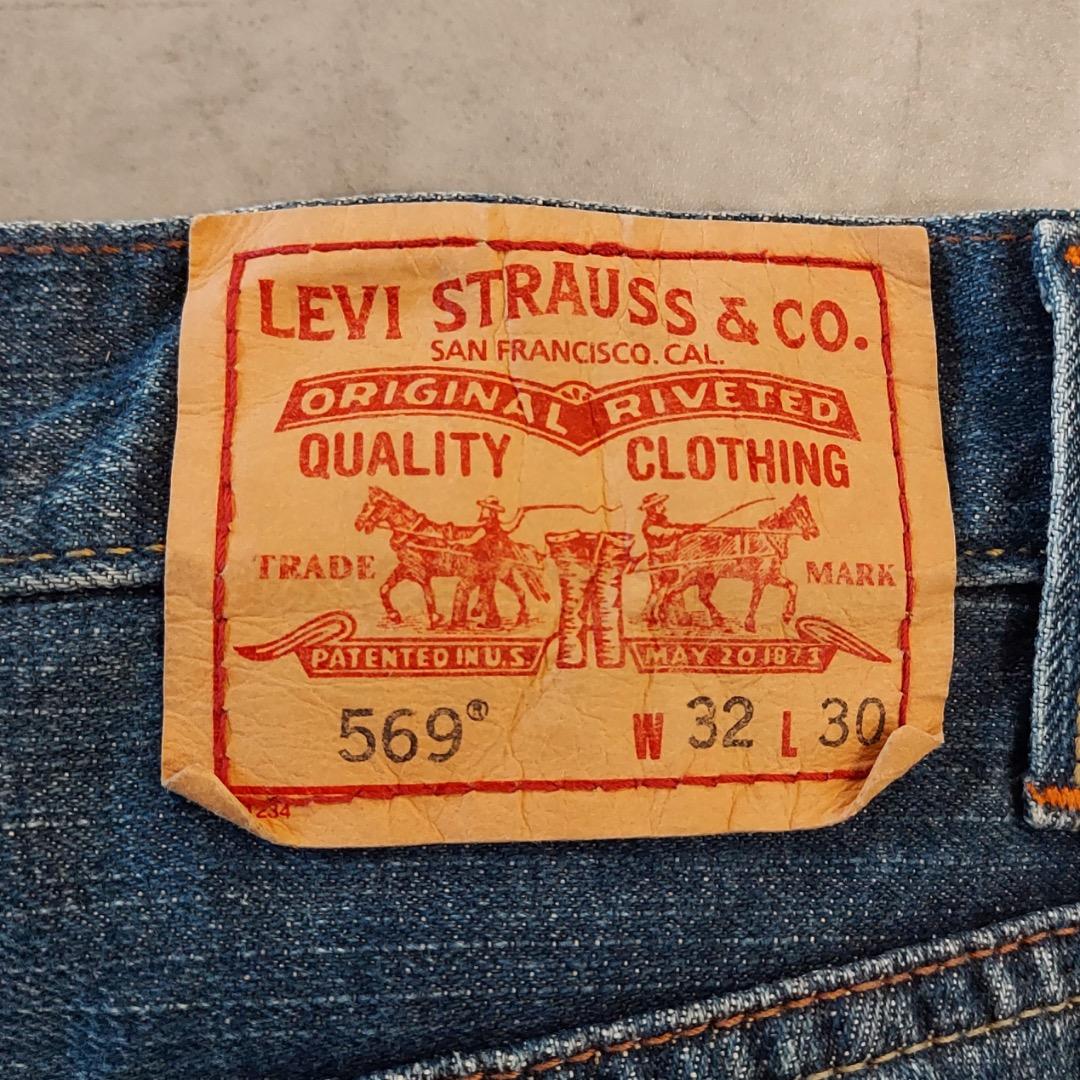 LEVI STRAUSS & CO.
SAN FRANCISCO. CAL.
ORIGINAL RIVETED
QUALITY CLOTHING
TRADE MARK
PATENTED IN U.S. MAY 20 1873
569® W 32 L 30
234